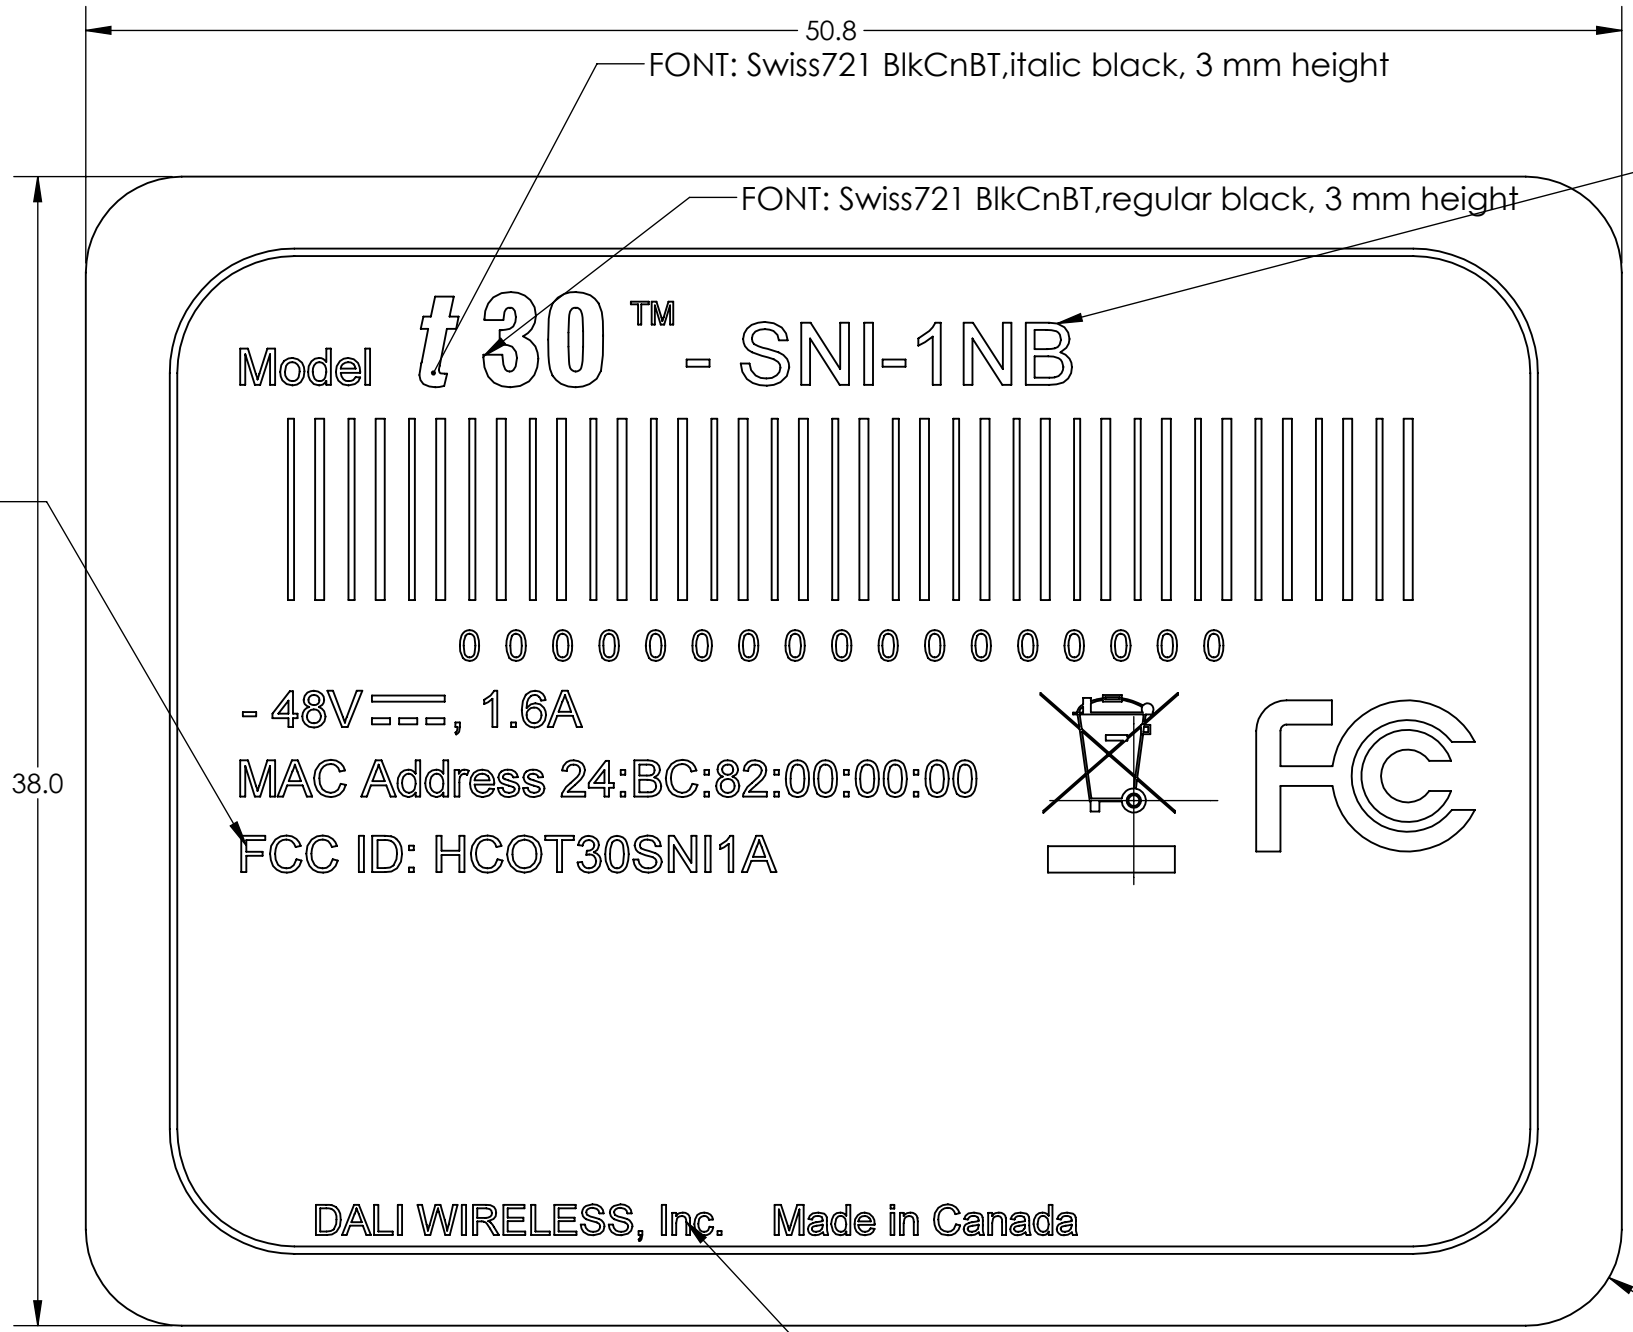 50.8
FONT: Swiss721 BlkCnBT,italic black, 3 mm height
FONT: Swiss721 BlkCnBT,regular black, 3 mm height
Model t30 ™ - SNI-1NB
0 0 0 0 0 0 0 0 0 0 0 0 0 0 0 0 0
- 48V ⎓, 1.6A
38.0
MAC Address 24:BC:82:00:00:00
FC
FCC ID: HCOT30SNI1A
DALI WIRELESS, Inc. Made in Canada